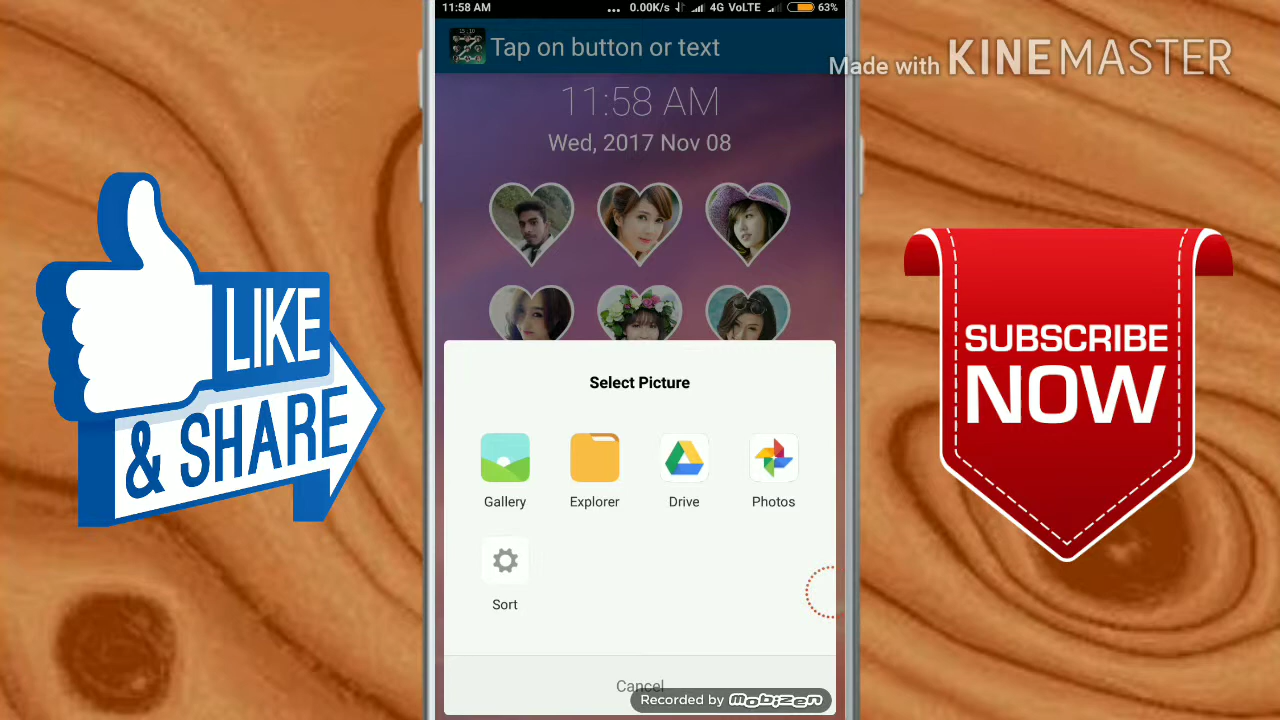 11:58 AM
... 0.00K/s 4G VoLTE 63%
Tap on button or text
Made with KINEMASTER
11:58 AM
Wed, 2017 Nov 08
LIKE
& SHARE
SUBSCRIBE
NOW
Select Picture
Gallery
Explorer
Drive
Photos
Sort
Cancel
Recorded by mobizen